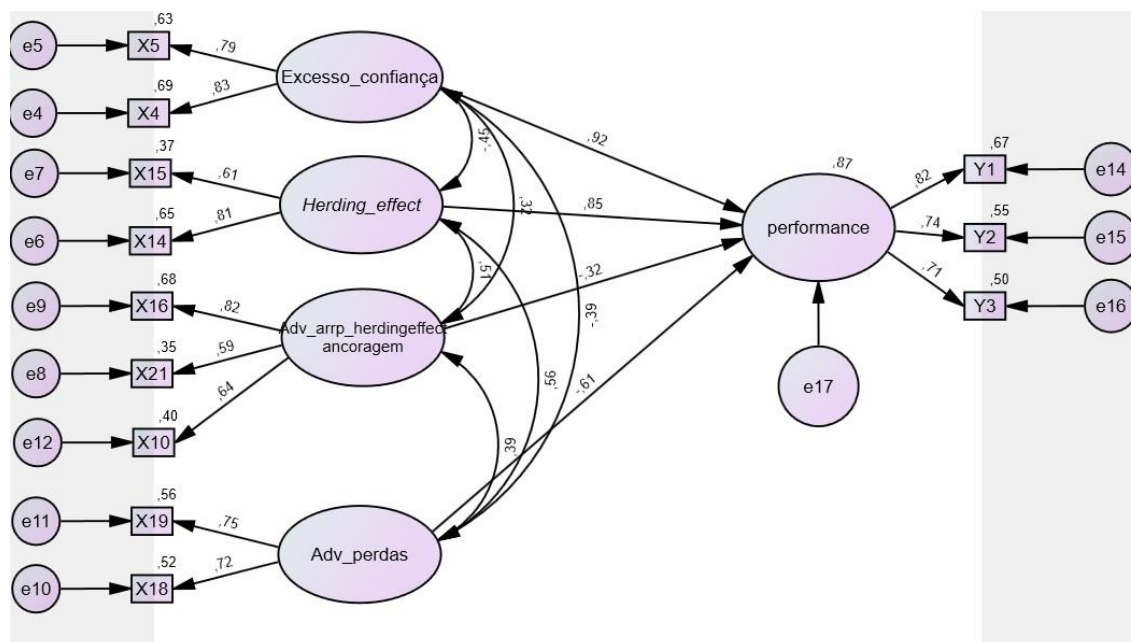 ,63
e5
X5
,79
,69
e4
X4
,83
Excesso_confiança
,37
e7
X15
,61
,65
e6
X14
,81
Herding_effect
,68
e9
X16
,82
,35
e8
X21
,59
Adv_arrp_herdingeffect
ancoragem
,40
e12
X10
,64
,56
e11
X19
,75
,52
e10
X18
,72
Adv_perdas
-,45
,32
,51
-,39
,56
,39
,92
,85
-,32
-,61
,87
performance
e17
,67
,82
Y1
e14
,55
,74
Y2
e15
,50
,71
Y3
e16